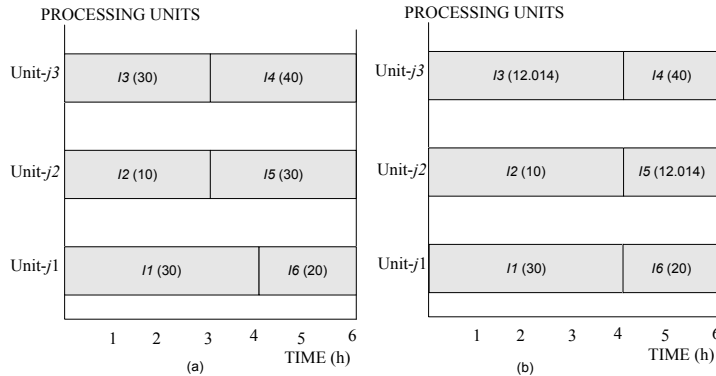 PROCESSING UNITS
Unit-j3
I3 (30)
I4 (40)
Unit-j2
I2 (10)
I5 (30)
Unit-j1
I1 (30)
I6 (20)
1 2 3 4 5 6
TIME (h)
(a)
PROCESSING UNITS
Unit-j3
I3 (12.014)
I4 (40)
Unit-j2
I2 (10)
I5 (12.014)
Unit-j1
I1 (30)
I6 (20)
1 2 3 4 5 6
TIME (h)
(b)